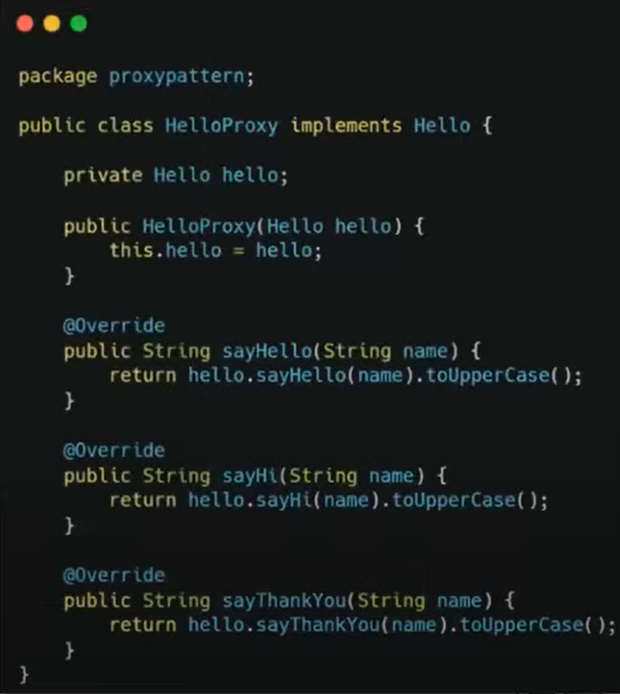 package proxypattern;
public class HelloProxy implements Hello {
private Hello hello;
public HelloProxy(Hello hello) {
this.hello = hello;
}
@Override
public String sayHello(String name) {
return hello.sayHello(name).toUpperCase();
}
@Override
public String sayHi(String name) {
return hello.sayHi(name).toUpperCase();
}
@Override
public String sayThankYou(String name) {
return hello.sayThankYou(name).toUpperCase();
}
}